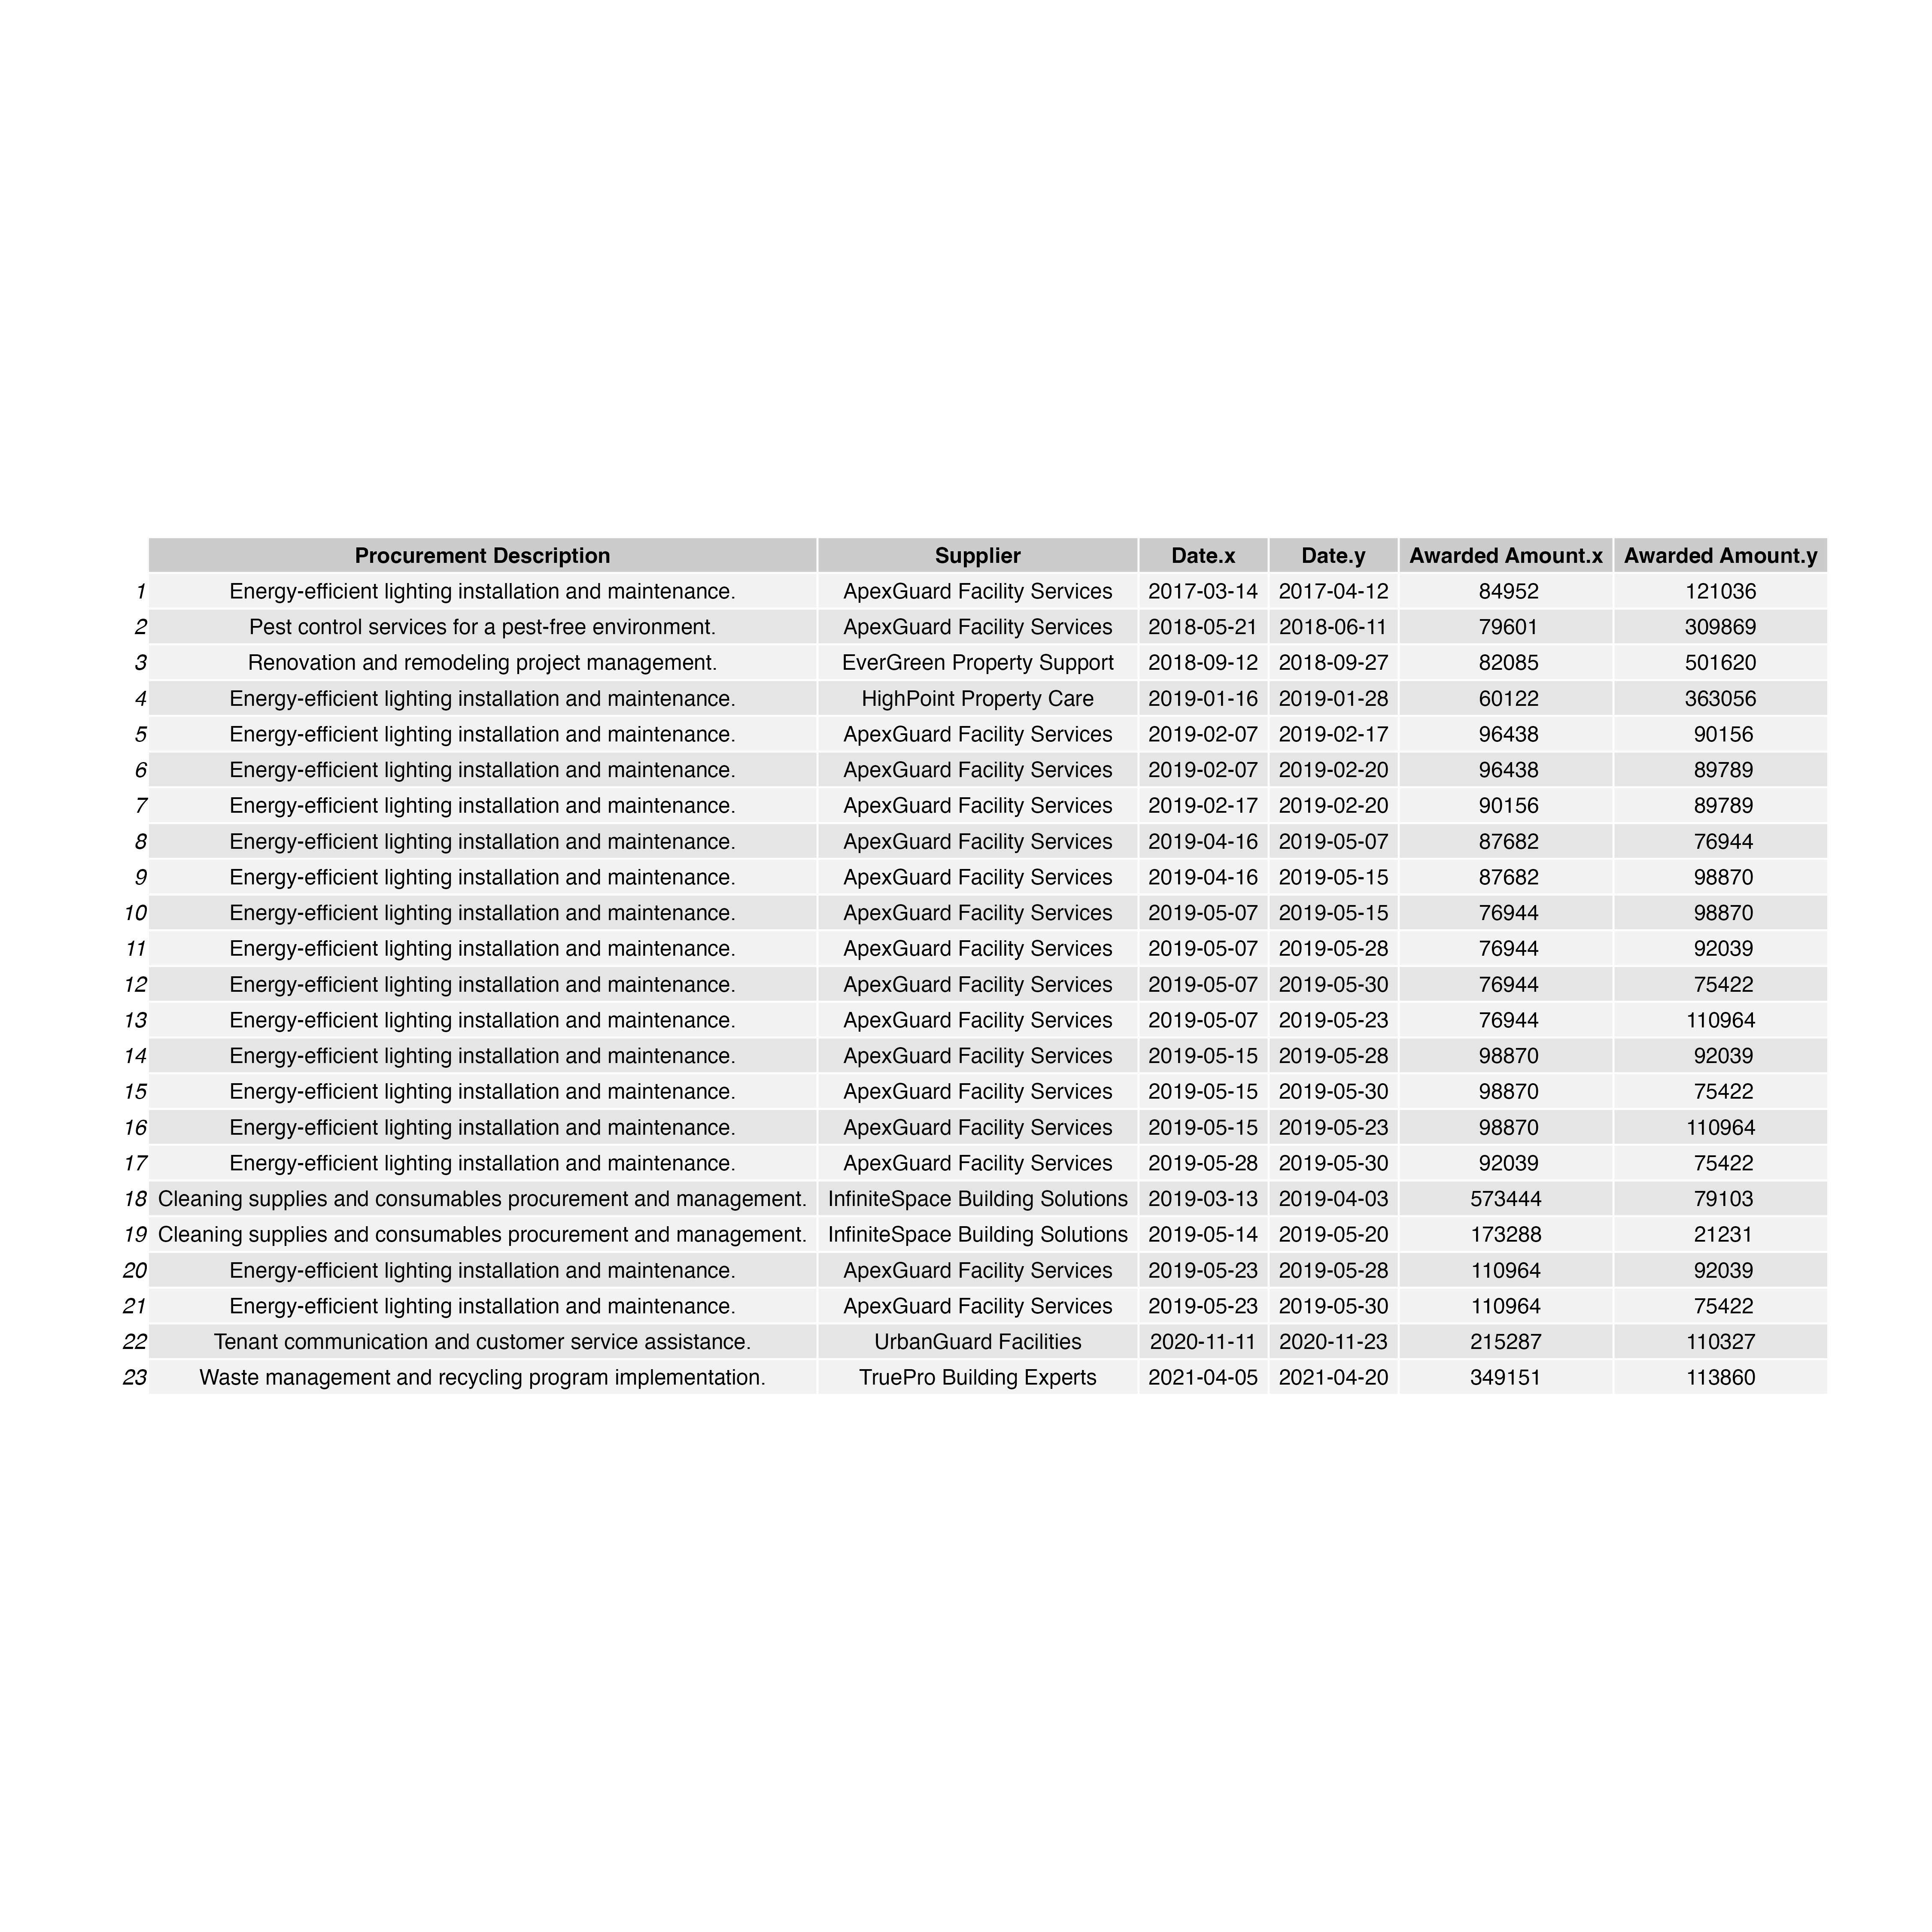 Procurement Description Supplier Date.x Date.y Awarded Amount.x Awarded Amount.y
1 Energy-efficient lighting installation and maintenance. ApexGuard Facility Services 2017-03-14 2017-04-12 84952 121036
2 Pest control services for a pest-free environment. ApexGuard Facility Services 2018-05-21 2018-06-11 79601 309869
3 Renovation and remodeling project management. EverGreen Property Support 2018-09-12 2018-09-27 82085 501620
4 Energy-efficient lighting installation and maintenance. HighPoint Property Care 2019-01-16 2019-01-28 60122 363056
5 Energy-efficient lighting installation and maintenance. ApexGuard Facility Services 2019-02-07 2019-02-17 96438 90156
6 Energy-efficient lighting installation and maintenance. ApexGuard Facility Services 2019-02-07 2019-02-20 96438 89789
7 Energy-efficient lighting installation and maintenance. ApexGuard Facility Services 2019-02-17 2019-02-20 90156 89789
8 Energy-efficient lighting installation and maintenance. ApexGuard Facility Services 2019-04-16 2019-05-07 87682 76944
9 Energy-efficient lighting installation and maintenance. ApexGuard Facility Services 2019-04-16 2019-05-15 87682 98870
10 Energy-efficient lighting installation and maintenance. ApexGuard Facility Services 2019-05-07 2019-05-15 76944 98870
11 Energy-efficient lighting installation and maintenance. ApexGuard Facility Services 2019-05-07 2019-05-28 76944 92039
12 Energy-efficient lighting installation and maintenance. ApexGuard Facility Services 2019-05-07 2019-05-30 76944 75422
13 Energy-efficient lighting installation and maintenance. ApexGuard Facility Services 2019-05-07 2019-05-23 76944 110964
14 Energy-efficient lighting installation and maintenance. ApexGuard Facility Services 2019-05-15 2019-05-28 98870 92039
15 Energy-efficient lighting installation and maintenance. ApexGuard Facility Services 2019-05-15 2019-05-30 98870 75422
16 Energy-efficient lighting installation and maintenance. ApexGuard Facility Services 2019-05-15 2019-05-23 98870 110964
17 Energy-efficient lighting installation and maintenance. ApexGuard Facility Services 2019-05-28 2019-05-30 92039 75422
18 Cleaning supplies and consumables procurement and management. InfiniteSpace Building Solutions 2019-03-13 2019-04-03 573444 79103
19 Cleaning supplies and consumables procurement and management. InfiniteSpace Building Solutions 2019-05-14 2019-05-20 173288 21231
20 Energy-efficient lighting installation and maintenance. ApexGuard Facility Services 2019-05-23 2019-05-28 110964 92039
21 Energy-efficient lighting installation and maintenance. ApexGuard Facility Services 2019-05-23 2019-05-30 110964 75422
22 Tenant communication and customer service assistance. UrbanGuard Facilities 2020-11-11 2020-11-23 215287 110327
23 Waste management and recycling program implementation. TruePro Building Experts 2021-04-05 2021-04-20 349151 113860